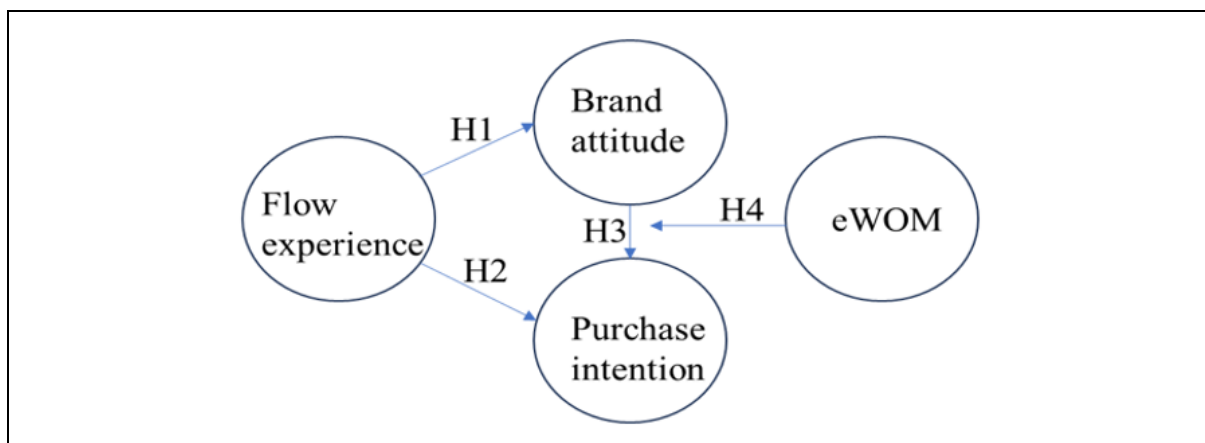 Brand
attitude
H1
Flow
experience
H3
H4
eWOM
H2
Purchase
intention